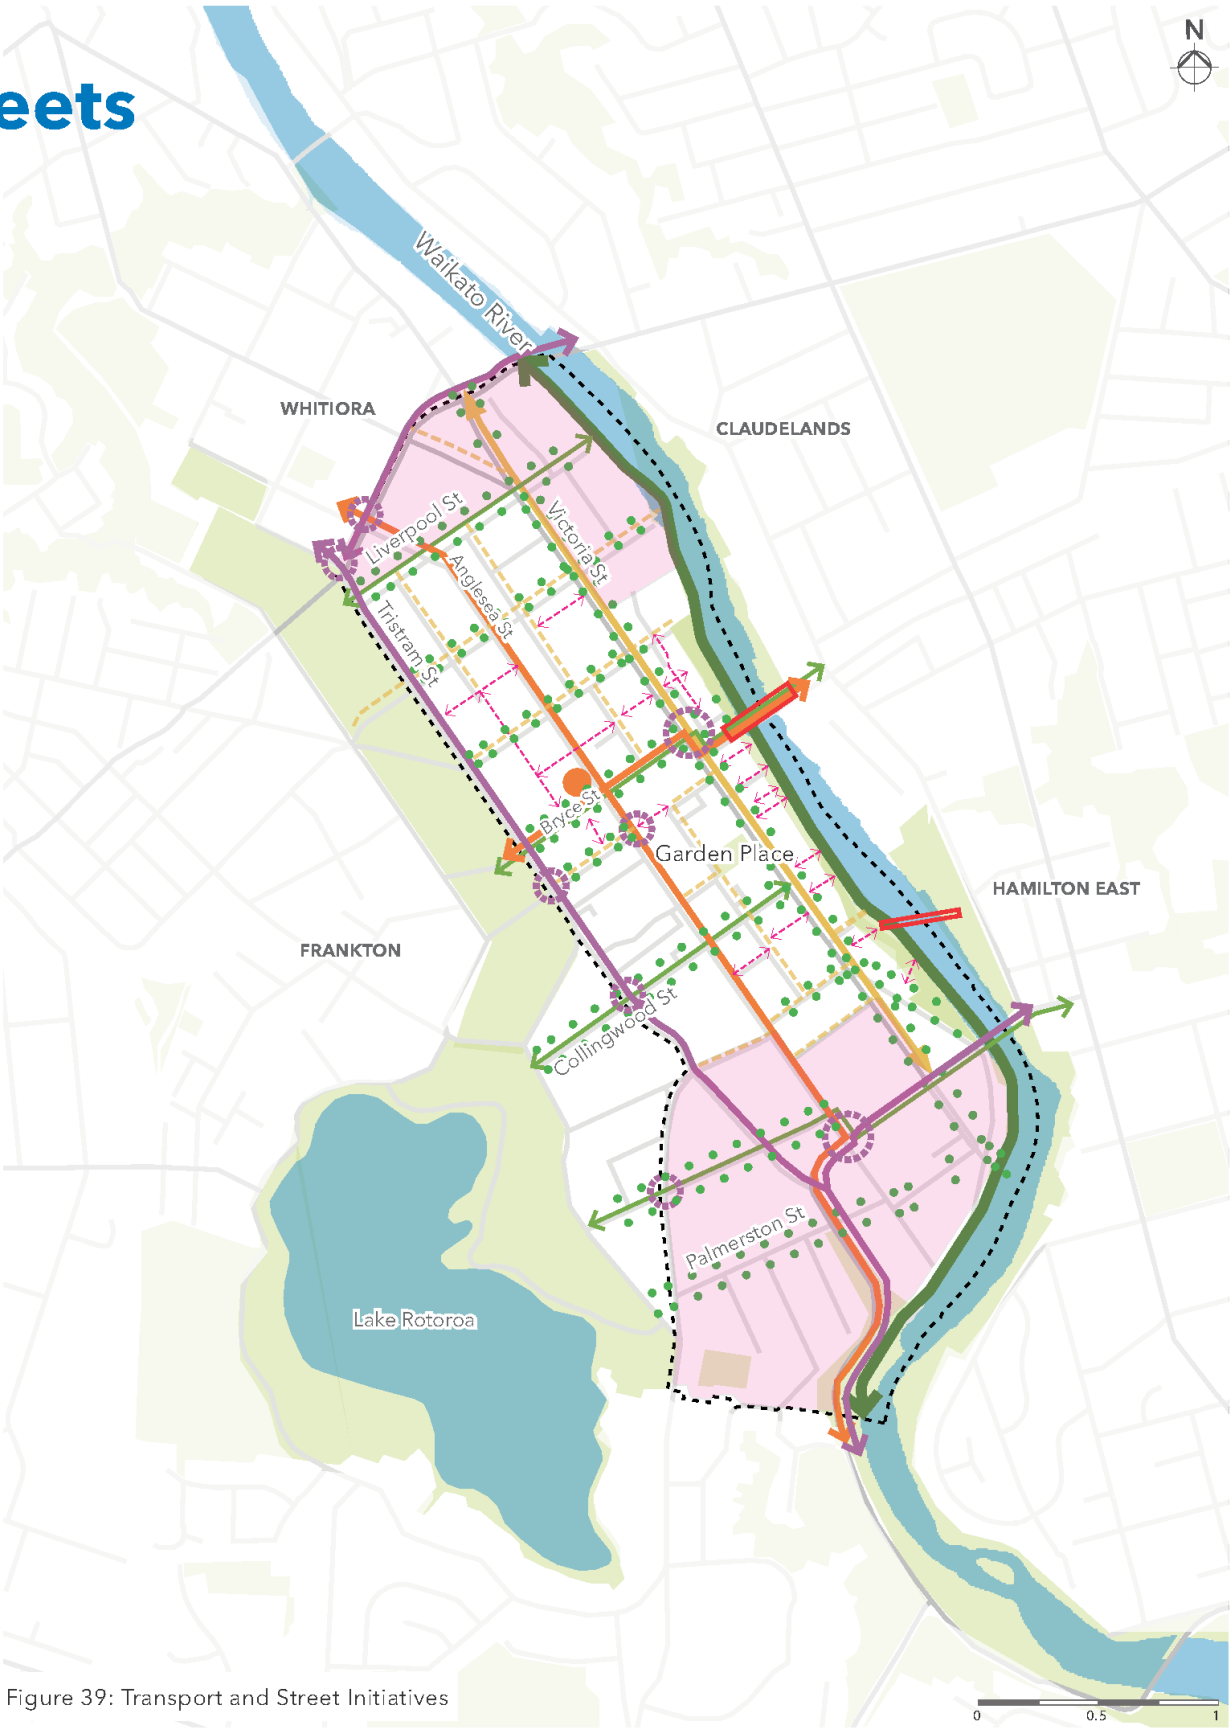 N
eets
Waikato River
WHITIORA
CLAUDELANDS
Liverpool St
Victoria St
Anglesea St
Tristram St
Bryce St
Garden Place
HAMILTON EAST
FRANKTON
Collingwood St
Palmerston St
Lake Rotoroa
Figure 39: Transport and Street Initiatives
0 0.5 1